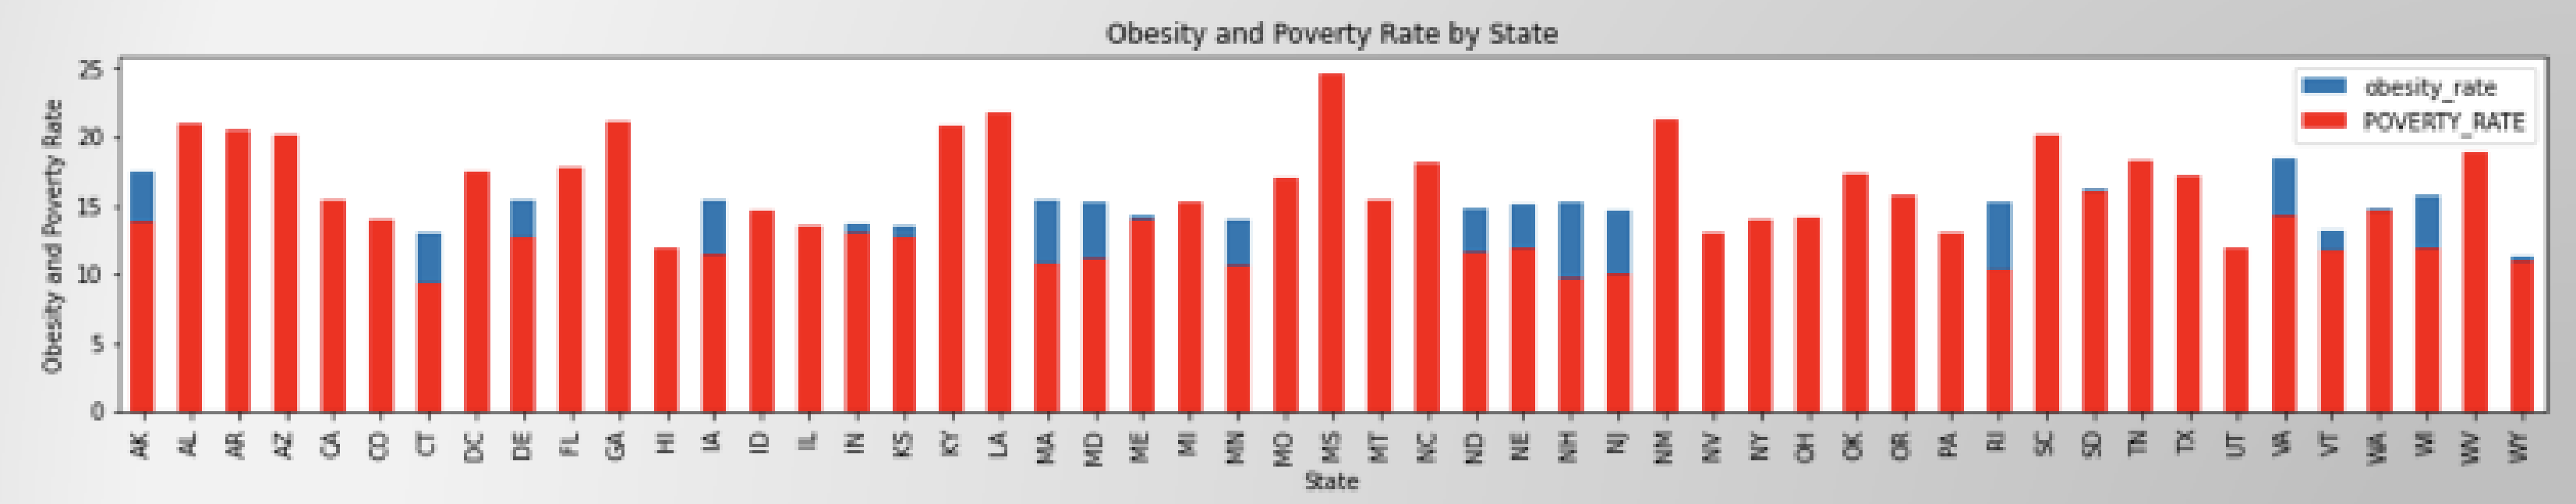 Obesity and Poverty Rate by State
Obesity and Poverty Rate
25
20
15
10
5
0
obesity_rate
POVERTY_RATE
AK AL AR AZ CA CO CT DC DE FL GA HI IA ID IL IN KS KY LA MA MD ME MI MN MO MS MT NC ND NE NH NJ NM NV NY OH OK OR PA RI SC SD TN TX UT VA VT WA WI WV WY
State